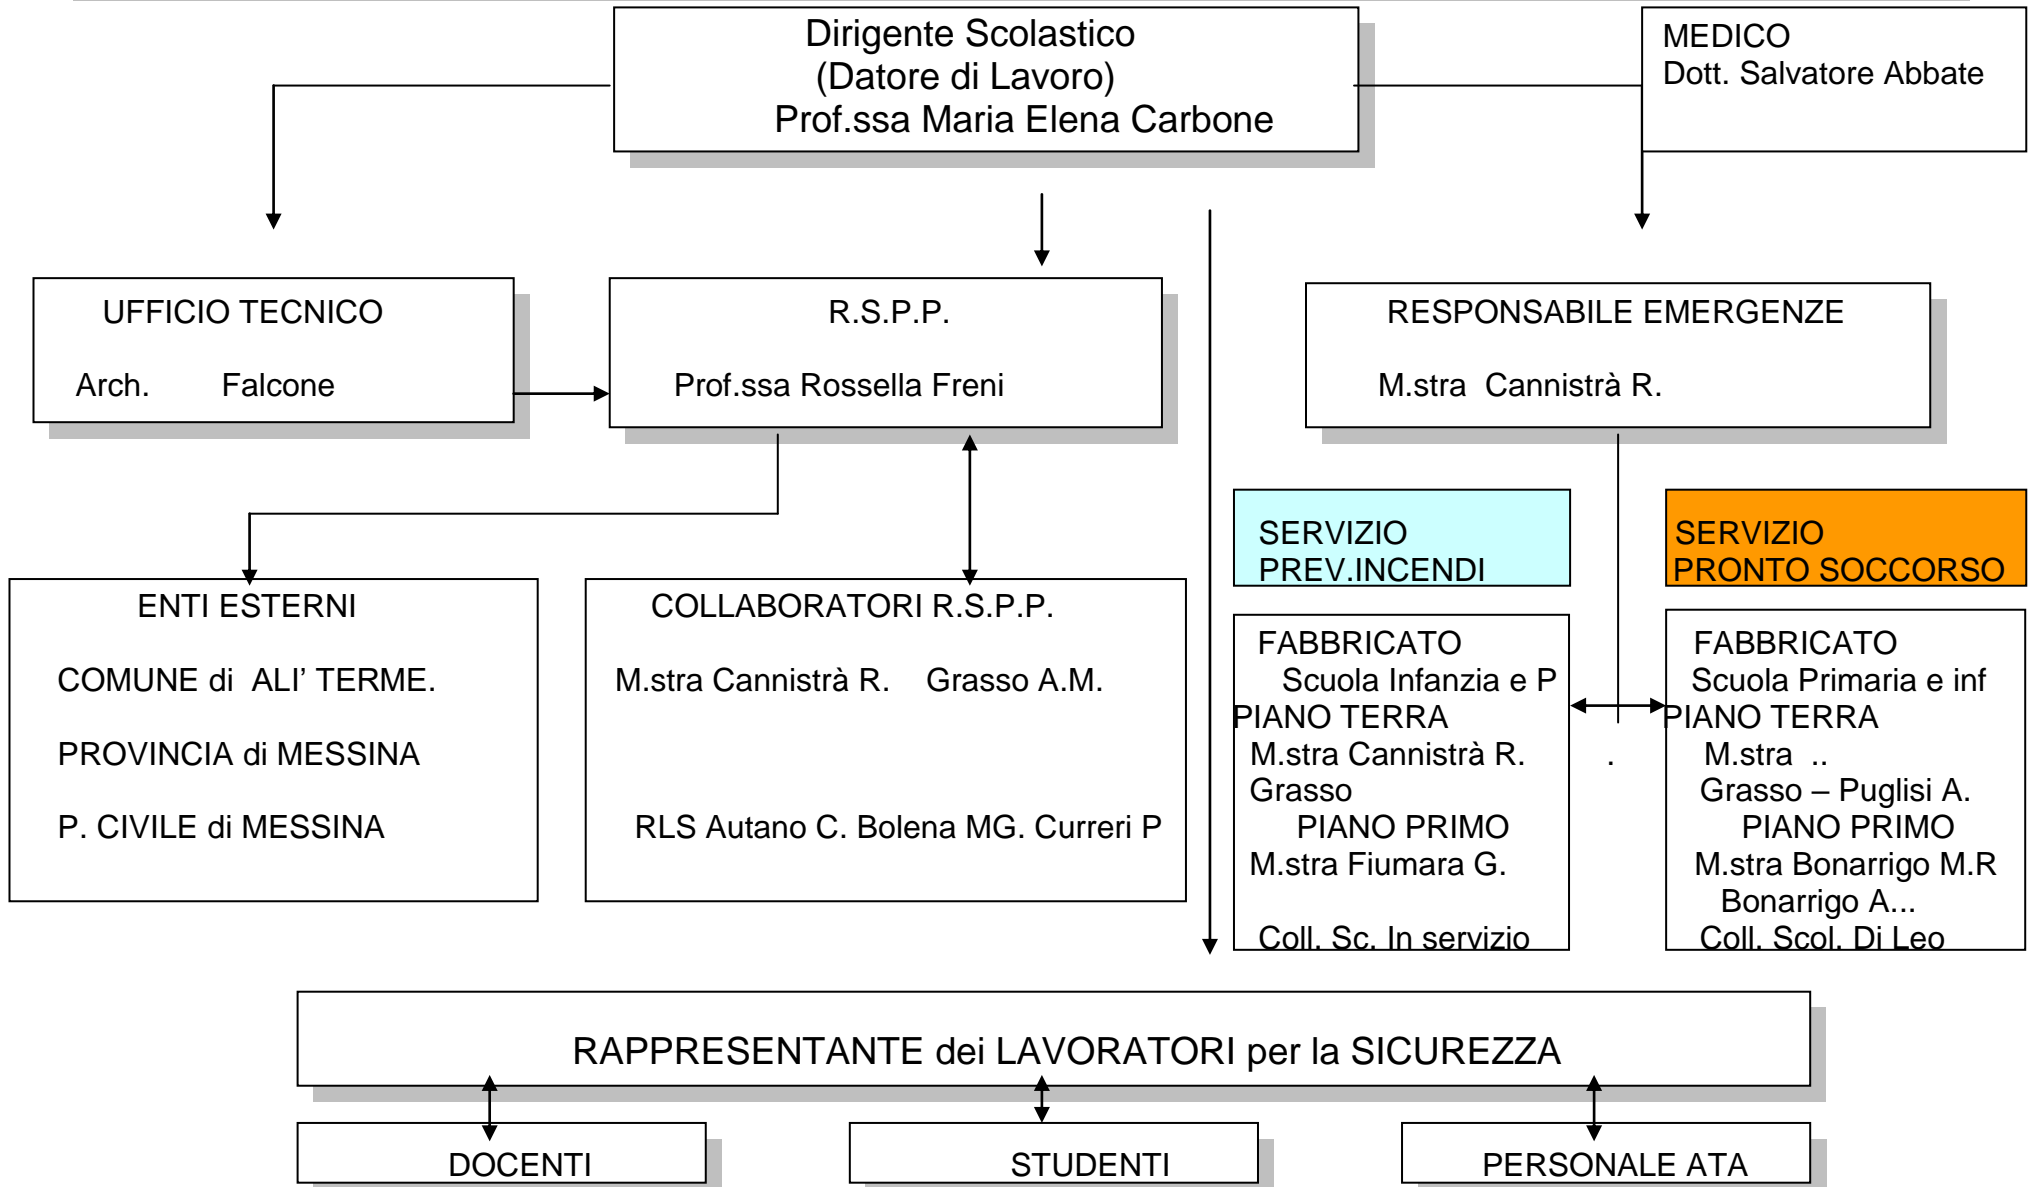 Dirigente Scolastico
(Datore di Lavoro)
Prof.ssa Maria Elena Carbone
MEDICO
Dott. Salvatore Abbate
UFFICIO TECNICO
Arch. Falcone
R.S.P.P.
Prof.ssa Rossella Freni
RESPONSABILE EMERGENZE
M.stra Cannistrà R.
ENTI ESTERNI
COMUNE di ALI’ TERME.
PROVINCIA di MESSINA
P. CIVILE di MESSINA
COLLABORATORI R.S.P.P.
M.stra Cannistrà R. Grasso A.M.
RLS Autano C. Bolena MG. Curreri P
SERVIZIO
PREV.INCENDI
FABBRICATO
Scuola Infanzia e P
PIANO TERRA
M.stra Cannistrà R.
Grasso
PIANO PRIMO
M.stra Fiumara G.
Coll. Sc. In servizio
.
SERVIZIO
PRONTO SOCCORSO
FABBRICATO
Scuola Primaria e inf
PIANO TERRA
M.stra ..
Grasso – Puglisi A.
PIANO PRIMO
M.stra Bonarrigo M.R
Bonarrigo A...
Coll. Scol. Di Leo
RAPPRESENTANTE dei LAVORATORI per la SICUREZZA
DOCENTI
STUDENTI
PERSONALE ATA